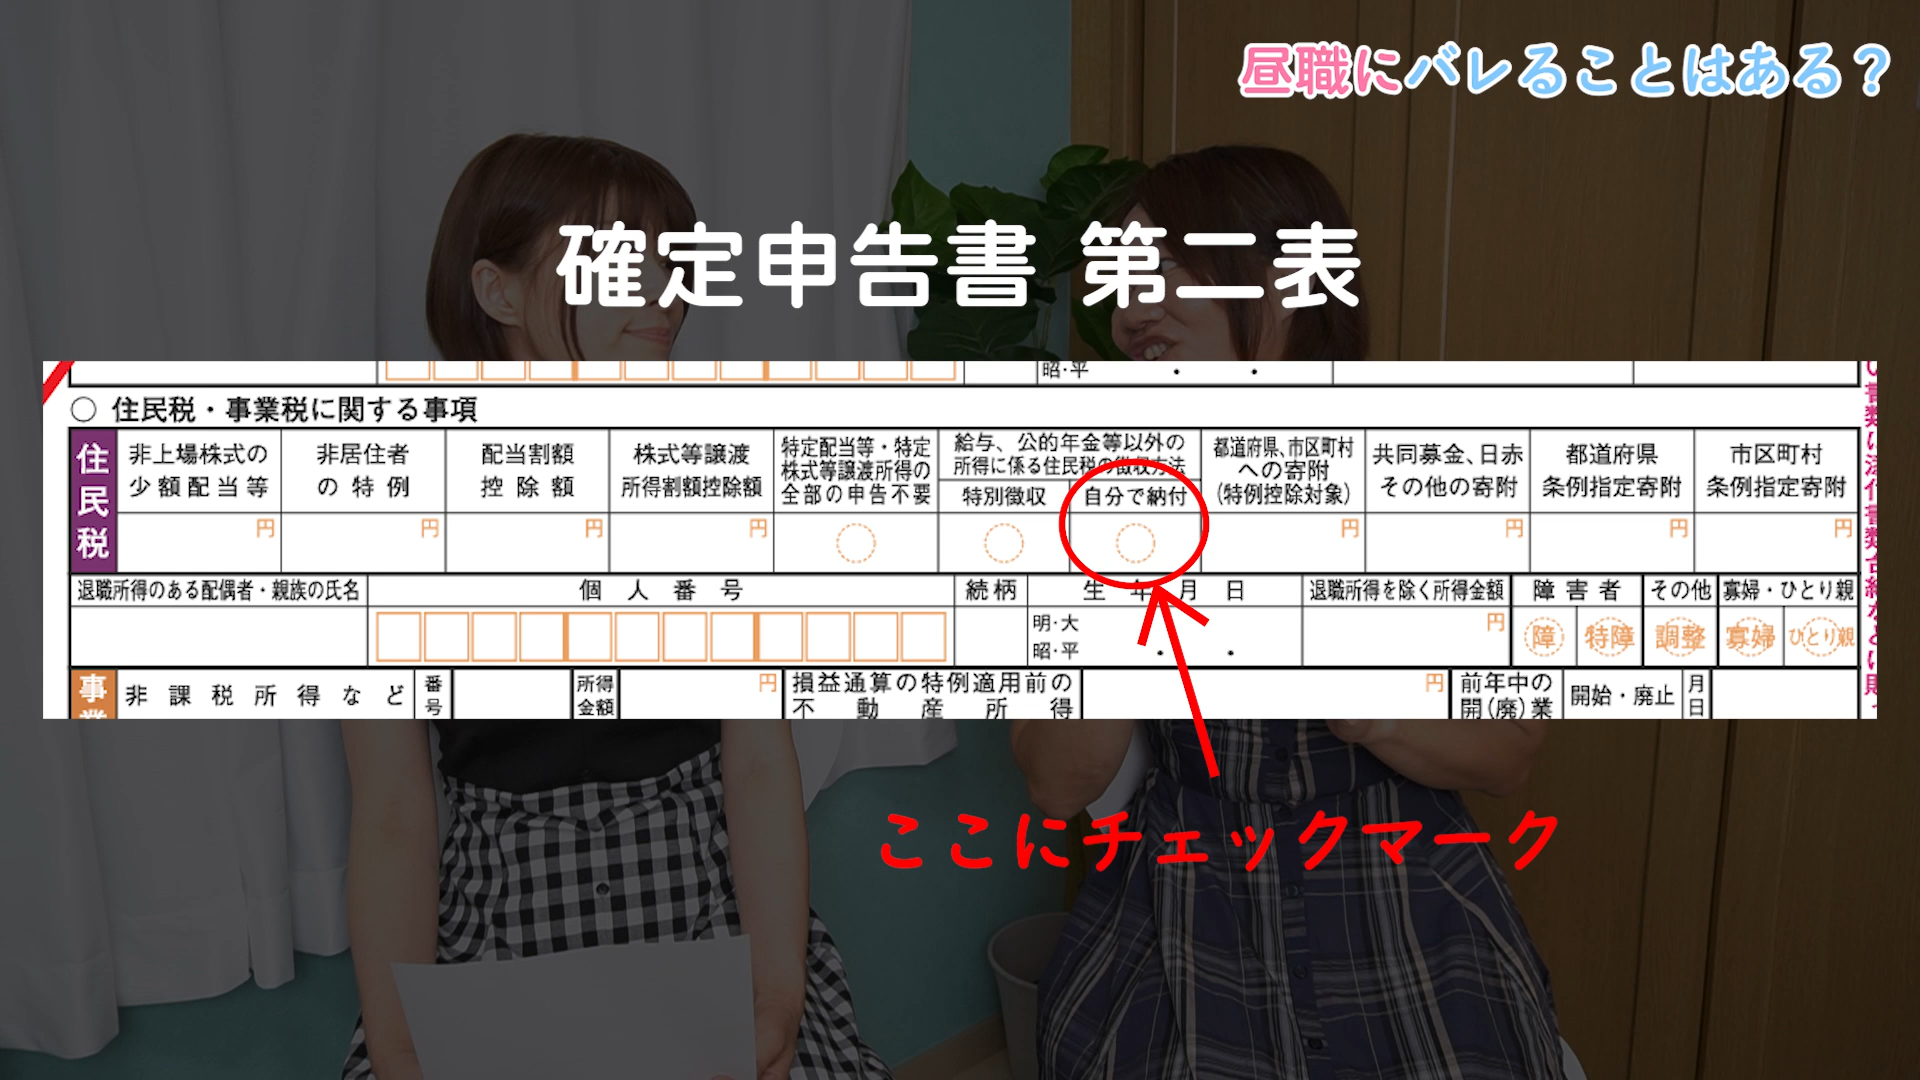 昼職にバレることはある？
確定申告書 第二表
昭・平 ・ ・
○ 住民税・事業税に関する事項
住民税
非上場株式の少額配当等
非居住者の特例
配当割額控除額
株式等譲渡所得割額控除額
特定配当等・特定株式等譲渡所得の全部の申告不要
給与、公的年金等以外の所得に係る住民税の徴収方法
特別徴収
自分で納付
都道府県、市区町村への寄附(特例控除対象)
共同募金、日赤その他の寄附
都道府県条例指定寄附
市区町村条例指定寄附
円 円 円 円 円 円 円 円
退職所得のある配偶者・親族の氏名 個人番号 続柄 生年月日 退職所得を除く所得金額 障害者 その他 寡婦・ひとり親
明・大
昭・平 ・ ・
円 障 特障 調整 寡婦 ひとり親
事業
非課税所得など 番号 所得金額 円
損益通算の特例適用前の不動産所得 円
前年中の開(廃)業 開始・廃止 月日
ここにチェックマーク